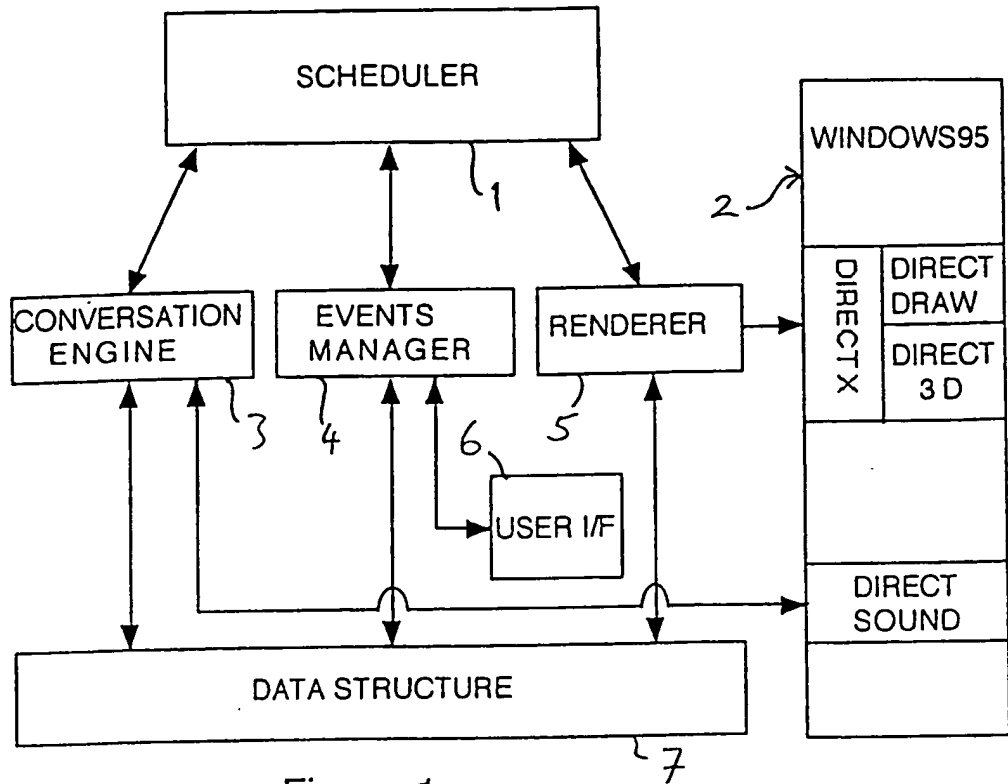 SCHEDULER
1
WINDOWS95
2
DIRECTX
DIRECT
DRAW
DIRECT
3D
CONVERSATION
ENGINE
3
EVENTS
MANAGER
4
RENDERER
5
6
USER I/F
DIRECT
SOUND
DATA STRUCTURE
7
Figure 1